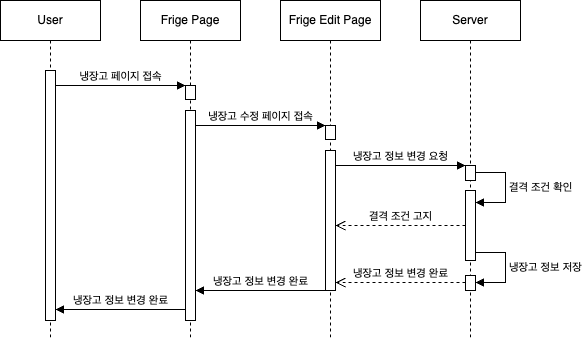 User
Frige Page
Frige Edit Page
Server
냉장고 페이지 접속
냉장고 수정 페이지 접속
냉장고 정보 변경 요청
결격 조건 확인
결격 조건 고지
냉장고 정보 저장
냉장고 정보 변경 완료
냉장고 정보 변경 완료
냉장고 정보 변경 완료